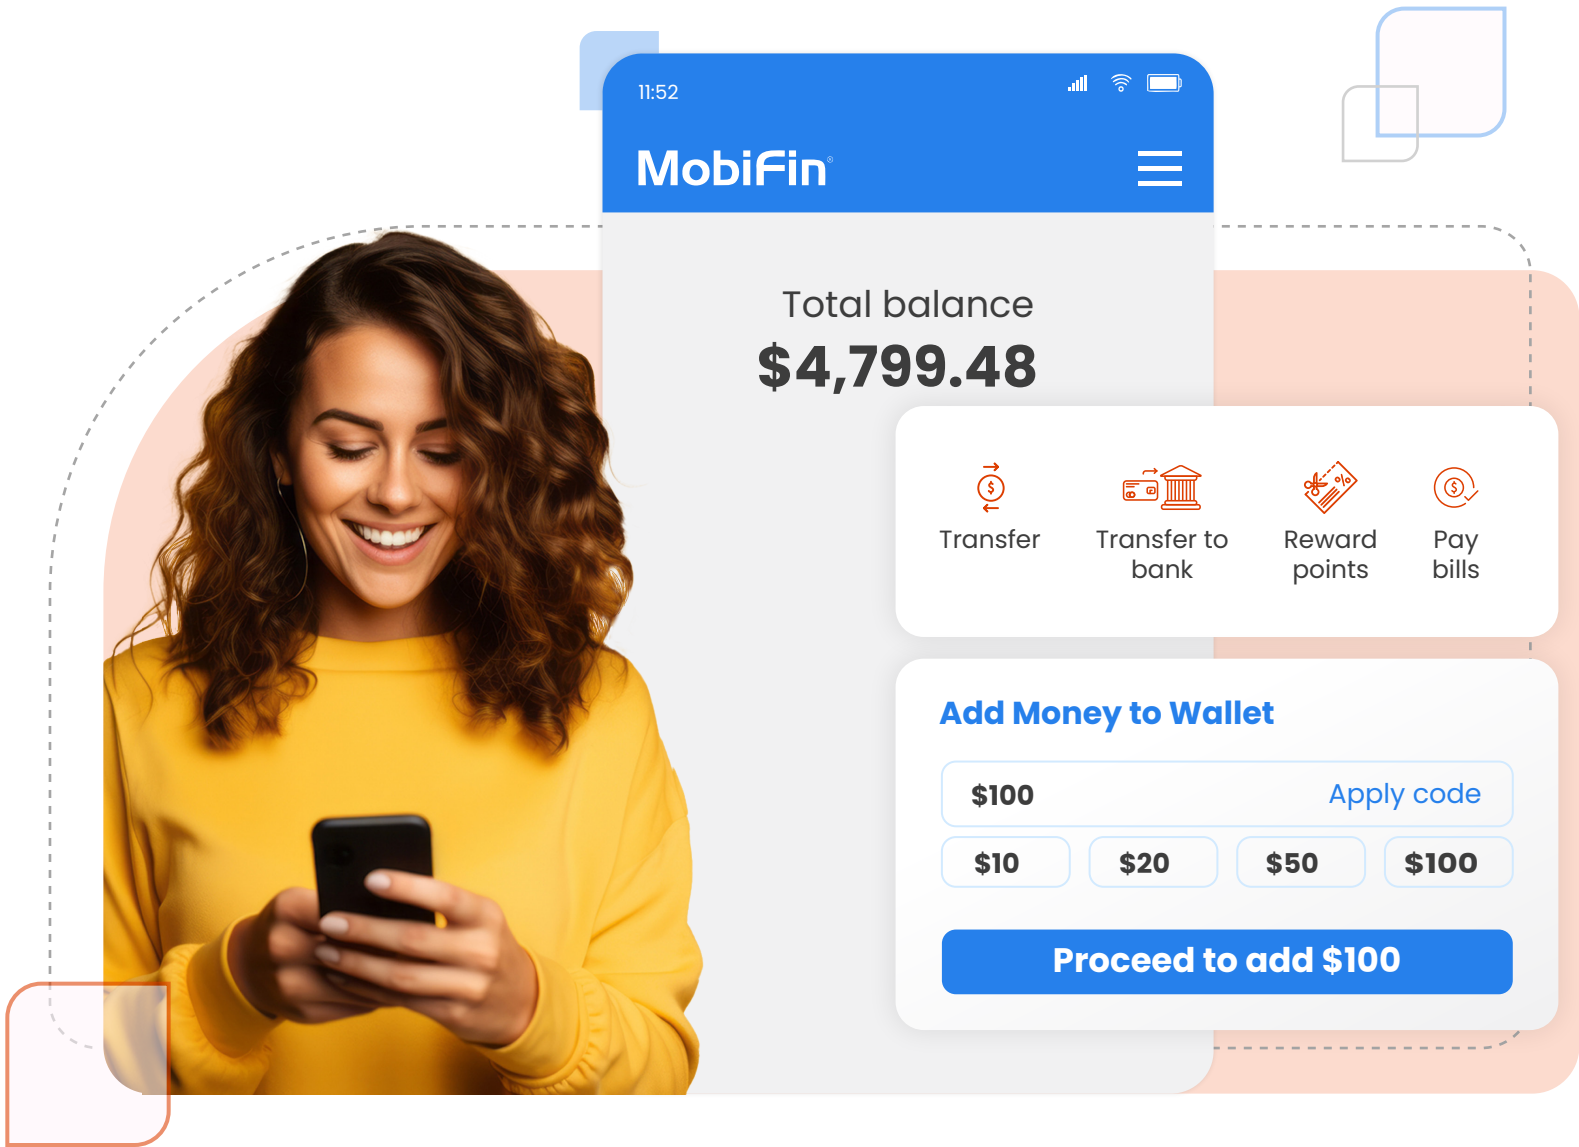 11:52
MobiFin®
Total balance
$4,799.48
Transfer
Transfer to
bank
Reward
points
Pay
bills
Add Money to Wallet
$100 Apply code
$10 $20 $50 $100
Proceed to add $100